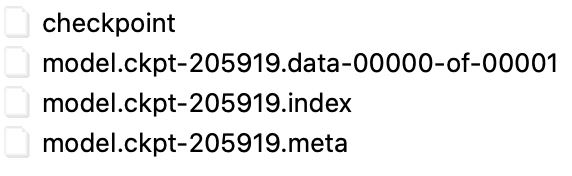 checkpoint
model.ckpt-205919.data-00000-of-00001
model.ckpt-205919.index
model.ckpt-205919.meta